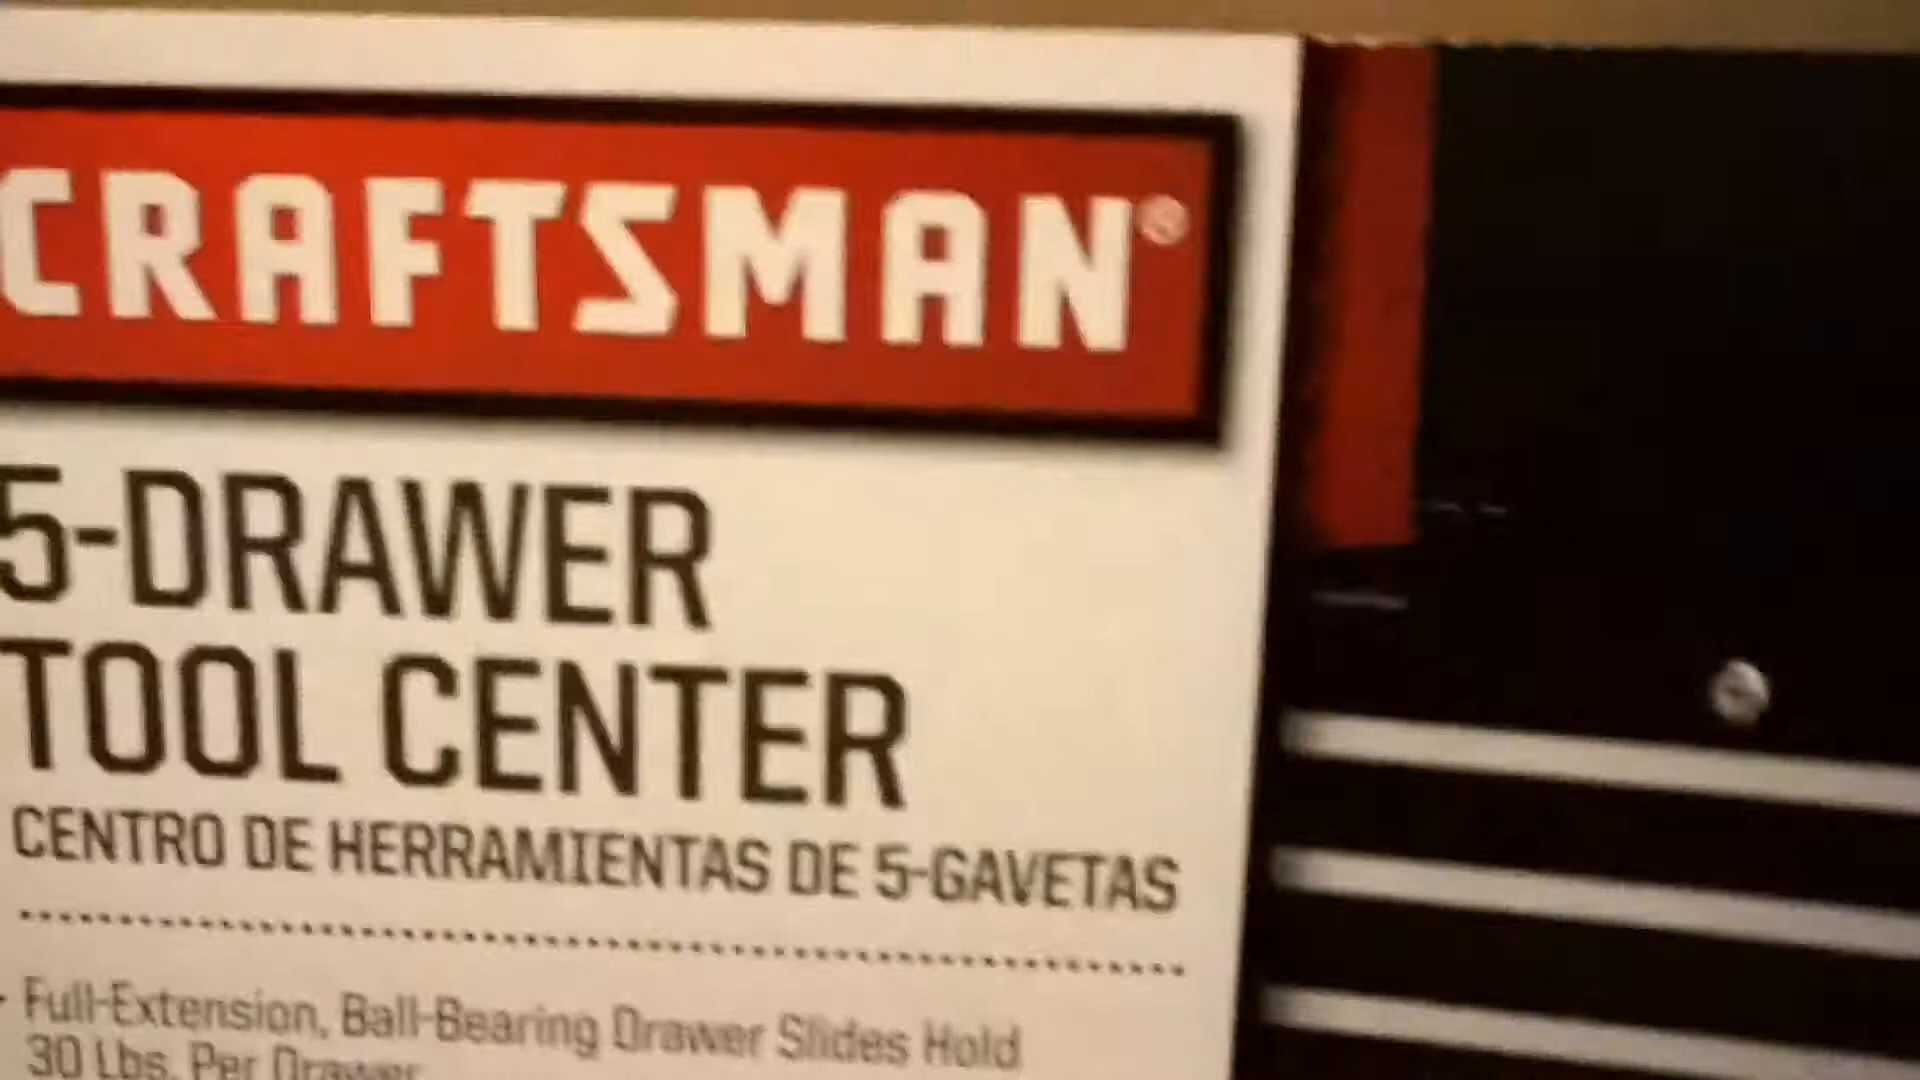 CRAFTSMAN®
5-DRAWER
TOOL CENTER
CENTRO DE HERRAMIENTAS DE 5-GAVETAS
- Full-Extension, Ball-Bearing Drawer Slides Hold
30 Lbs. Per Drawer